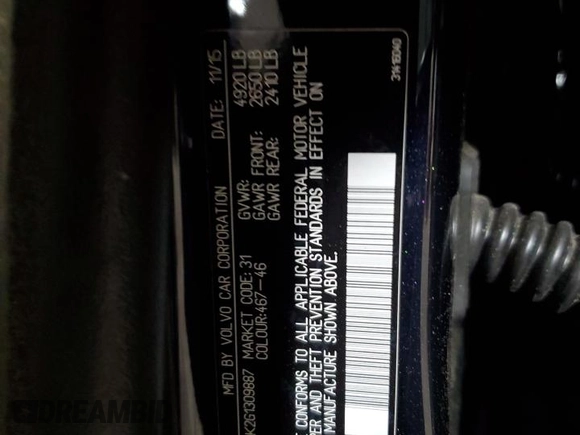 MFD BY VOLVO CAR CORPORATION DATE: 11/15
MARKET CODE: 31 GVWR: 4920 LB
COLOUR:467-46 GAWR FRONT: 2650 LB
GAWR REAR: 2410 LB
K2G1309887
CONFORMS TO ALL APPLICABLE FEDERAL MOTOR VEHICLE
AND THEFT PREVENTION STANDARDS IN EFFECT ON
MANUFACTURE SHOWN ABOVE.
31416040
DREAMBID